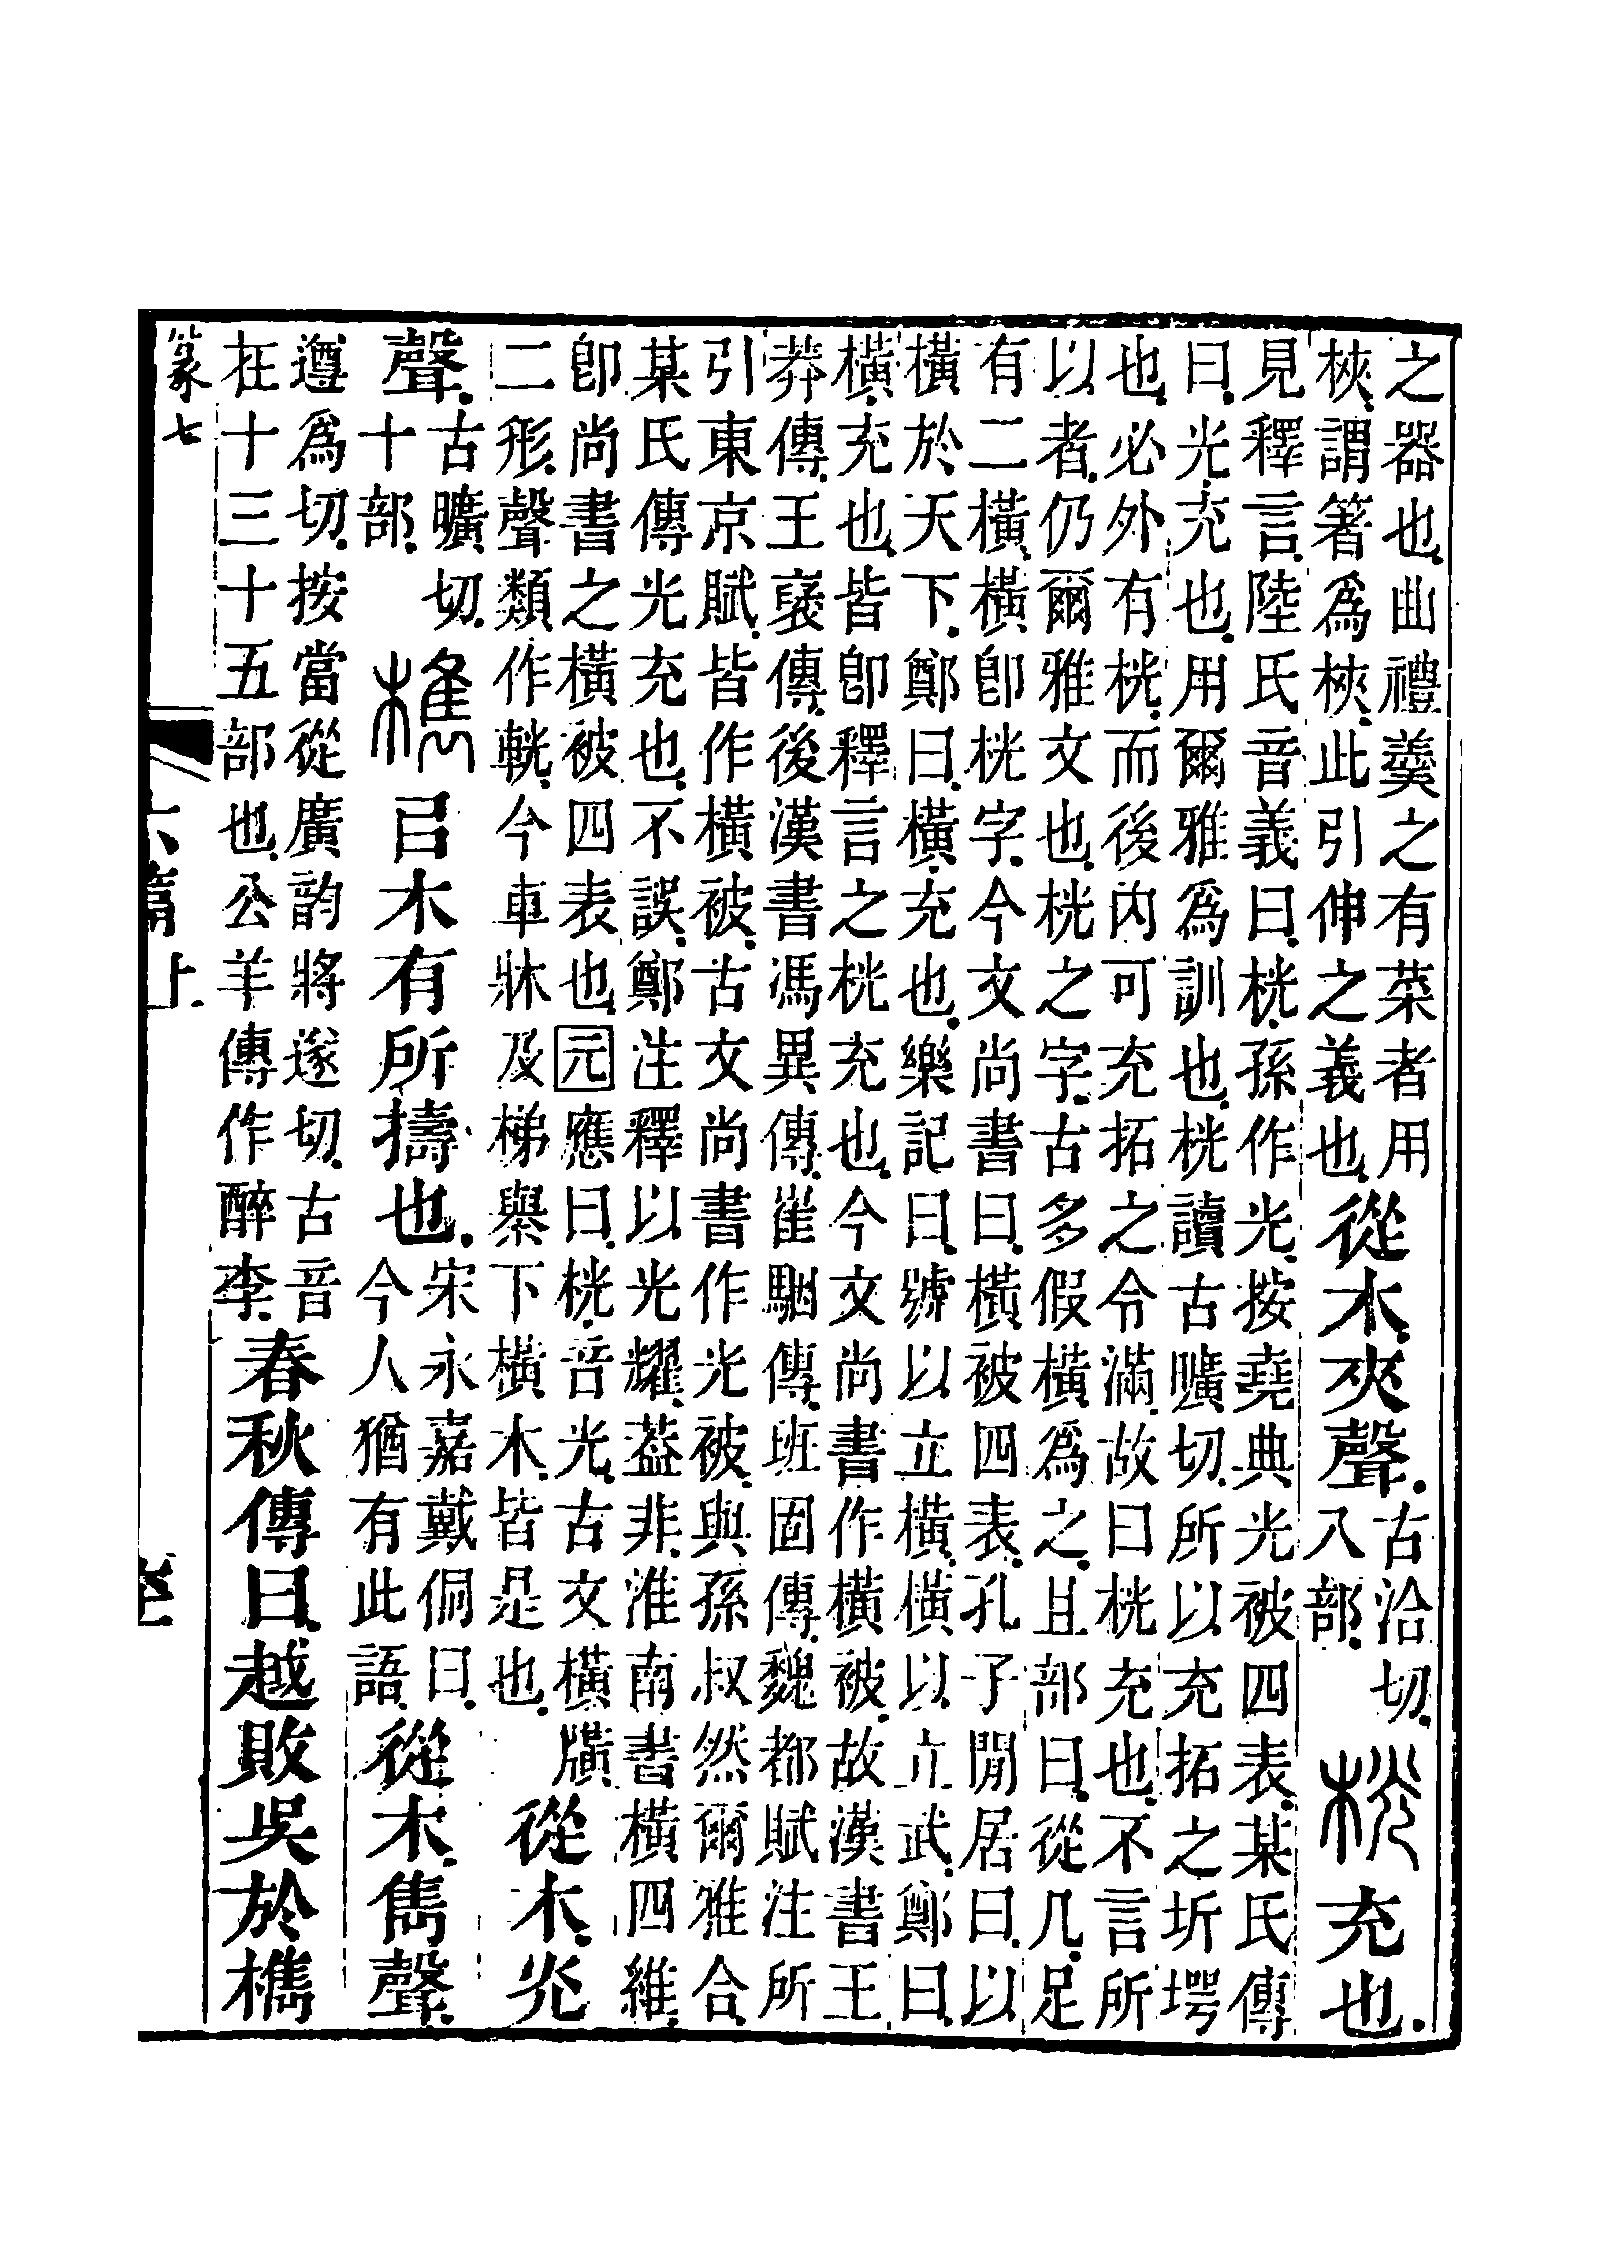 之器也曲禮羹之有菜者用
梜謂箸爲梜此引伸之義也
從木夾聲
古洽切
八部
桄 充也
見釋言陸氏音義曰桄孫作光按堯典光被四表某氏傳
曰光充也用爾雅爲訓也桄讀古曠切所以充拓之圻堮
也必外有桄而後內可充拓之令滿故曰桄充也不言所
以者仍爾雅文也桄之字古多假橫爲之且部曰從几足
有二橫橫卽桄字今文尚書曰橫被四表孔子閒居曰以
橫於天下鄭曰橫充也樂記曰號以立橫橫以立武鄭曰
橫充也皆卽釋言之桄充也今文尚書作橫被故漢書王
莽傳王襃傳後漢書馮異傳崔駰傳班固傳魏都賦注所
引東京賦皆作橫被古文尚書作光被與孫叔然爾雅合
某氏傳光充也不誤鄭注釋以光耀葢非淮南書橫四維
卽尚書之橫被四表也元應曰桄音光古文橫㸠
二形聲類作輄今車牀及梯舉下橫木皆是也
從木光
聲
古曠切
十部
檇 㠯木有所擣也
宋永嘉戴侗曰
今人猶有此語
從木雋聲
遵爲切按當從廣韵將遂切古音
在十三十五部也公羊傳作醉李
春秋傳曰越敗吳於檇
篆七
六篇上